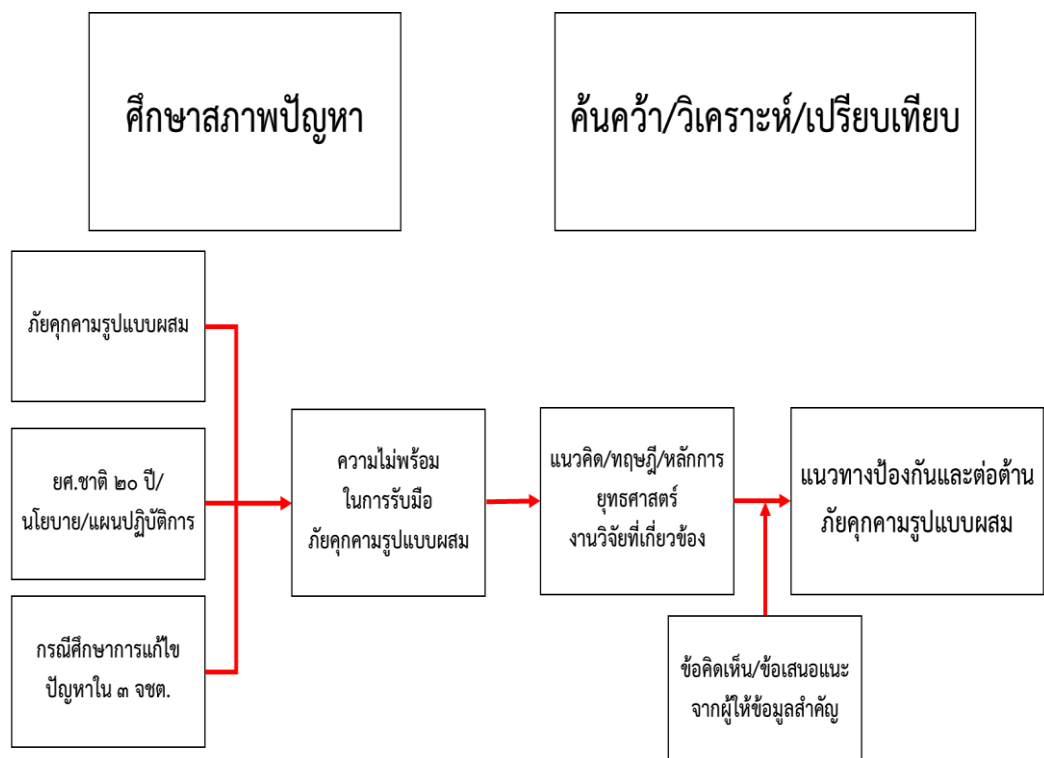 ศึกษาสภาพปัญหา
ค้นคว้า/วิเคราะห์/เปรียบเทียบ
ภัยคุกคามรูปแบบผสม
ยศ.ชาติ ๒๐ ปี/
นโยบาย/แผนปฏิบัติการ
กรณีศึกษาการแก้ไข
ปัญหาใน ๓ จชต.
ความไม่พร้อม
ในการรับมือ
ภัยคุกคามรูปแบบผสม
แนวคิด/ทฤษฎี/หลักการ
ยุทธศาสตร์
งานวิจัยที่เกี่ยวข้อง
แนวทางป้องกันและต่อต้าน
ภัยคุกคามรูปแบบผสม
ข้อคิดเห็น/ข้อเสนอแนะ
จากผู้ให้ข้อมูลสำคัญ